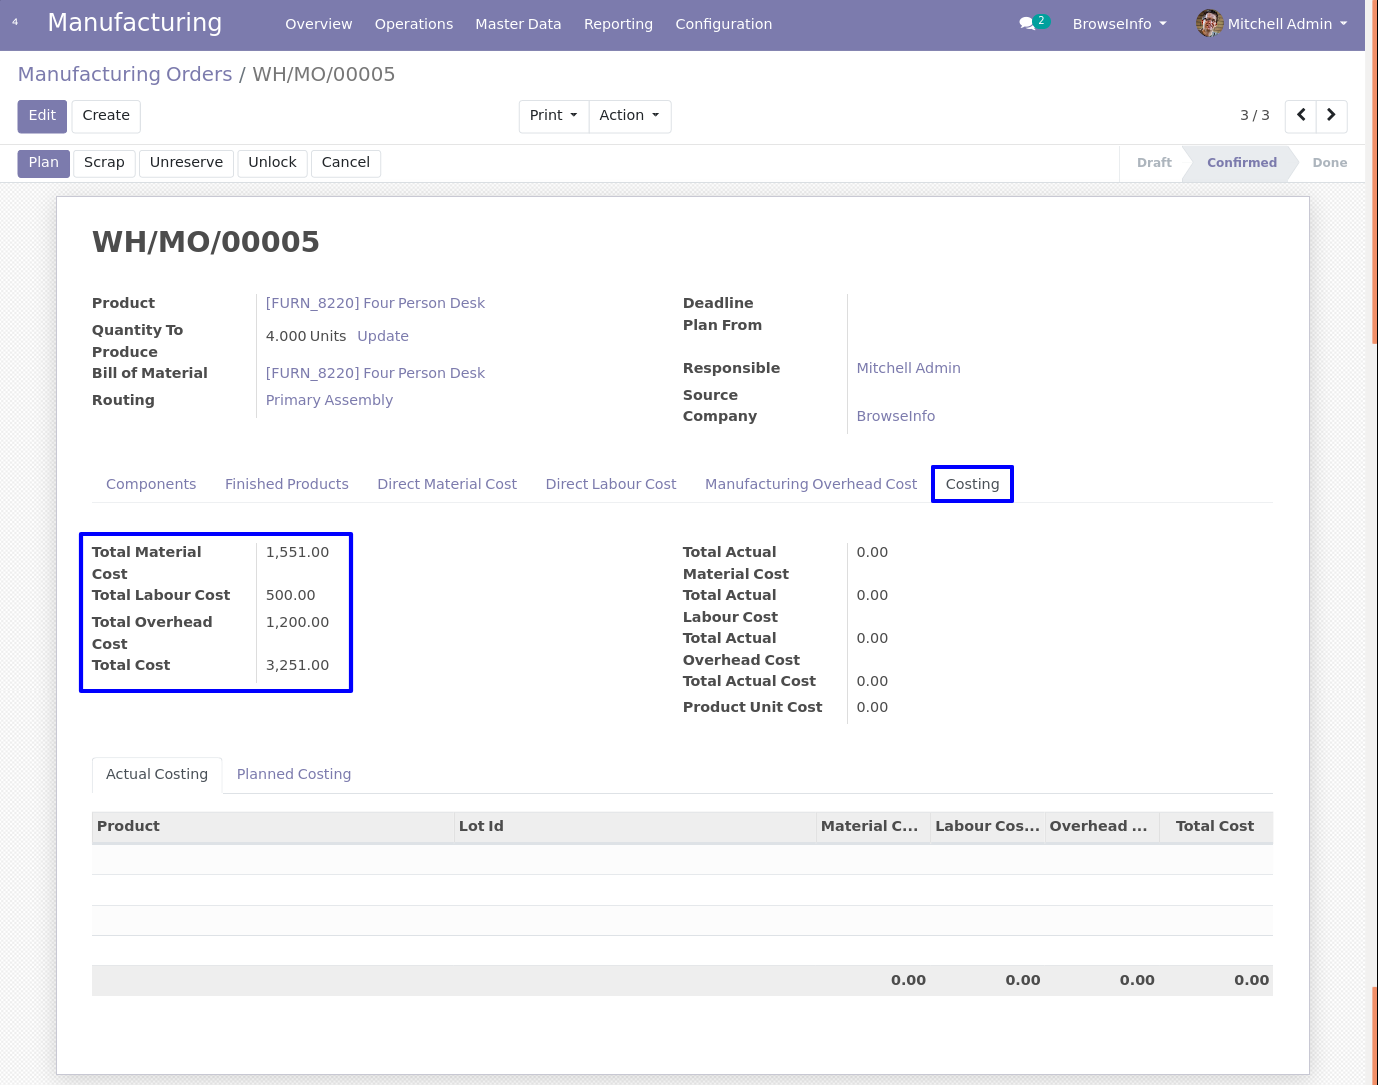 4 Manufacturing Overview Operations Master Data Reporting Configuration 2 BrowseInfo Mitchell Admin
Manufacturing Orders / WH/MO/00005
Edit Create Print Action 3 / 3
Plan Scrap Unreserve Unlock Cancel Draft Confirmed Done
WH/MO/00005
Product [FURN_8220] Four Person Desk
Quantity To
Produce 4.000 Units Update
Bill of Material [FURN_8220] Four Person Desk
Routing Primary Assembly
Deadline
Plan From
Responsible Mitchell Admin
Source
Company BrowseInfo
Components Finished Products Direct Material Cost Direct Labour Cost Manufacturing Overhead Cost Costing
Total Material 1,551.00
Cost
Total Labour Cost 500.00
Total Overhead 1,200.00
Cost
Total Cost 3,251.00
Total Actual 0.00
Material Cost
Total Actual 0.00
Labour Cost
Total Actual 0.00
Overhead Cost
Total Actual Cost 0.00
Product Unit Cost 0.00
Actual Costing Planned Costing
Product Lot Id Material C... Labour Cos... Overhead ... Total Cost
0.00 0.00 0.00 0.00